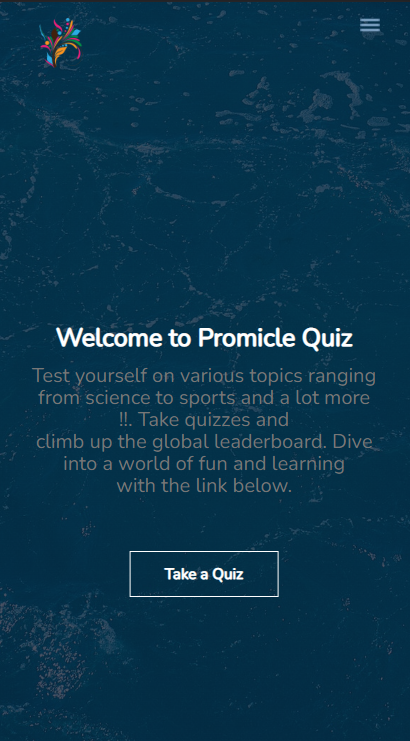 Welcome to Promicle Quiz
Test yourself on various topics ranging
from science to sports and a lot more
!!. Take quizzes and
climb up the global leaderboard. Dive
into a world of fun and learning
with the link below.
Take a Quiz